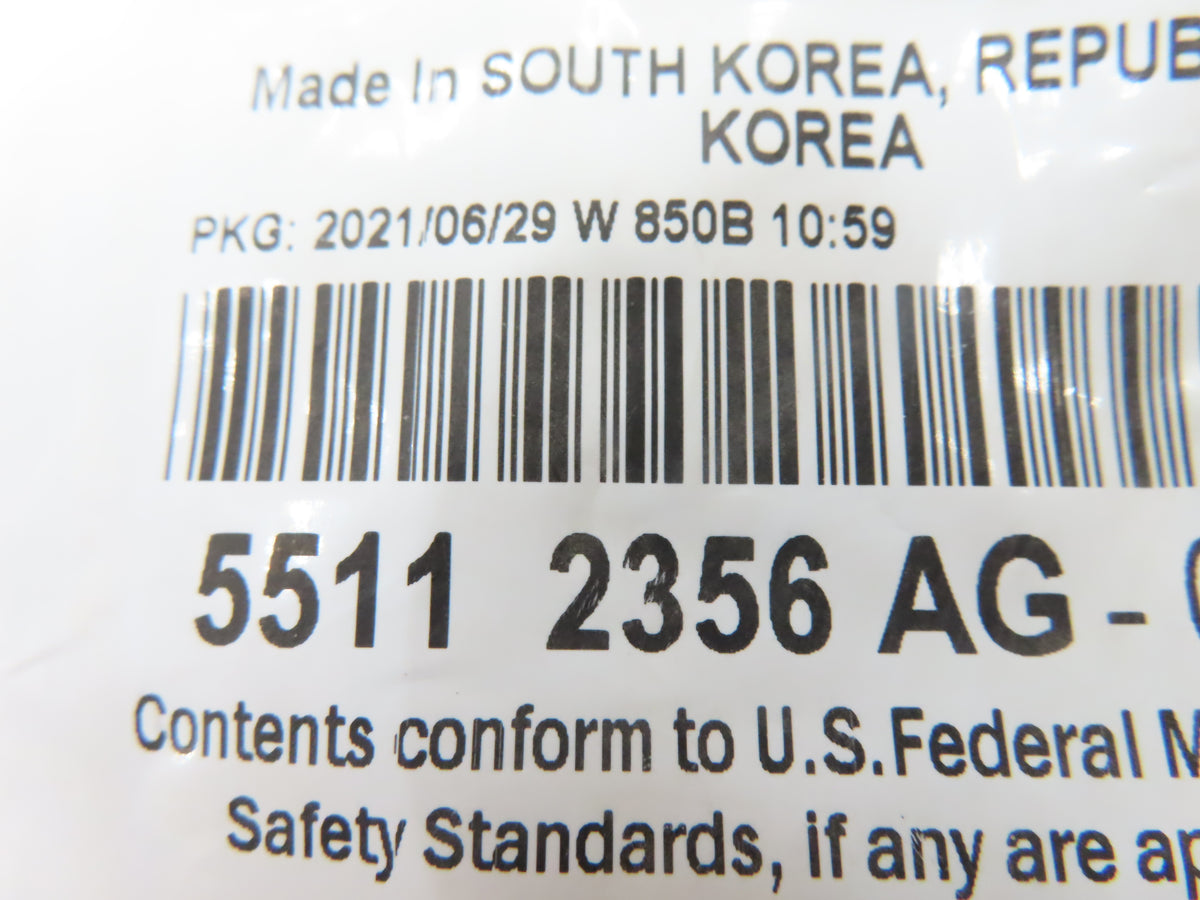 Made In SOUTH KOREA, REPUB
KOREA
PKG: 2021/06/29 W 850B 10:59
5511 2356 AG -
Contents conform to U.S.Federal
Safety Standards, if any are ap